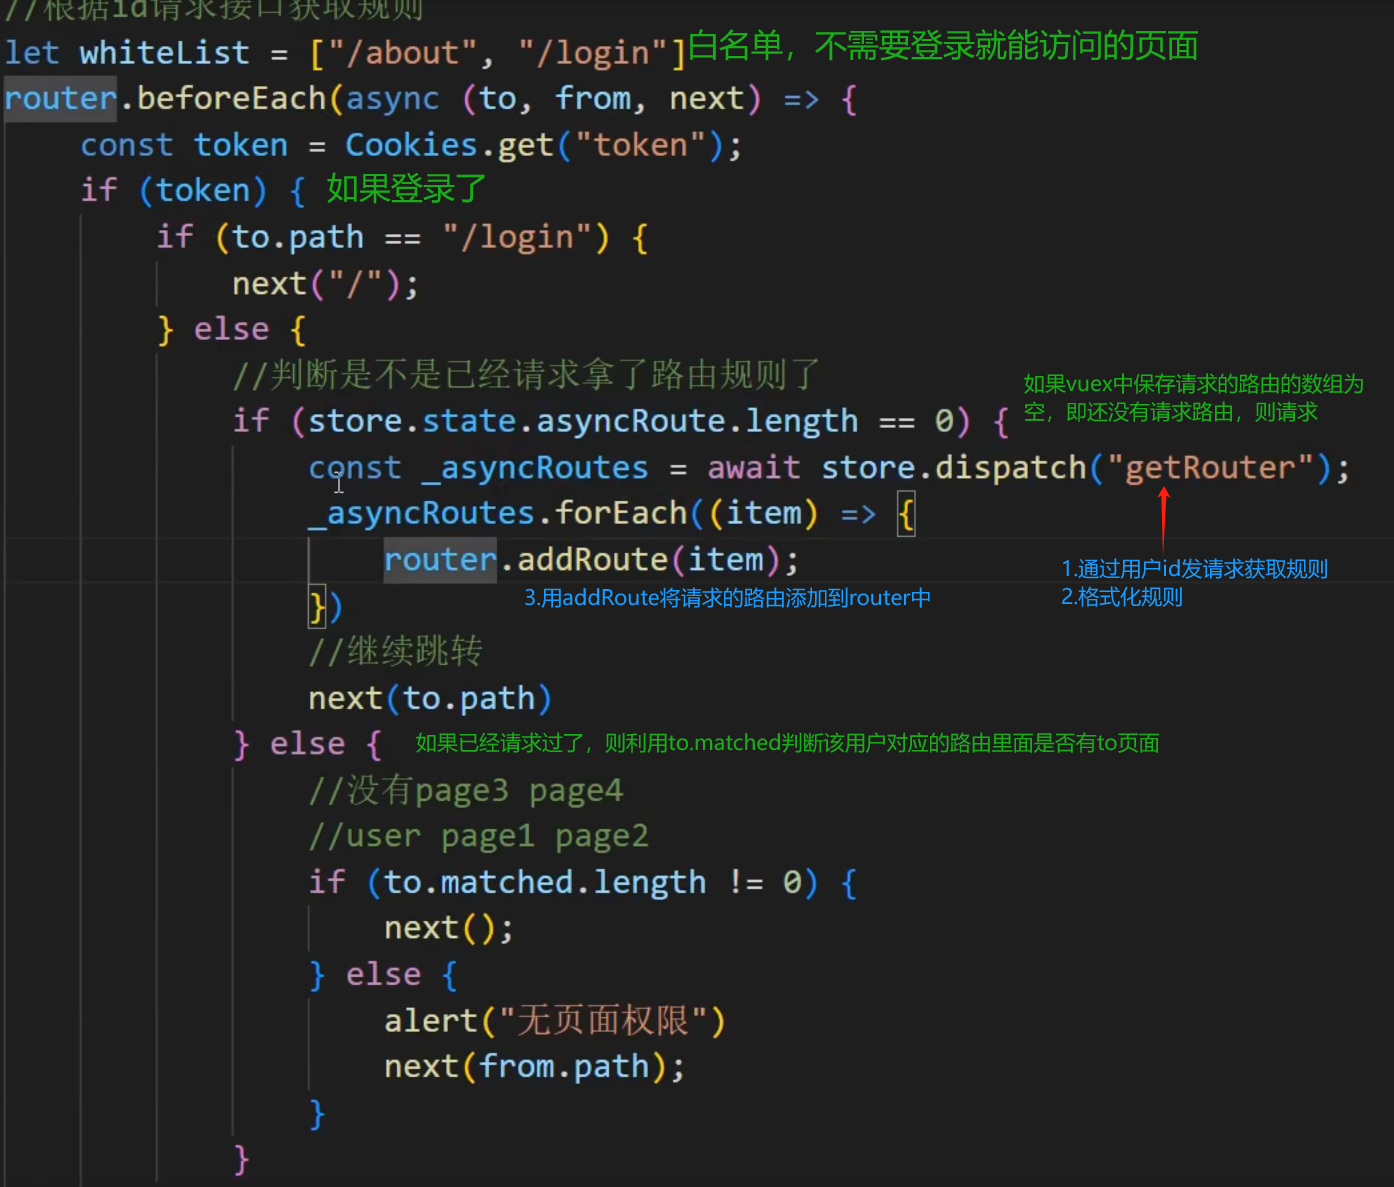 //根据id请求接口获取规则
let whiteList = ["/about", "/login"]白名单，不需要登录就能访问的页面
router.beforeEach(async (to, from, next) => {
const token = Cookies.get("token");
if (token) { 如果登录了
if (to.path == "/login") {
next("/");
} else {
//判断是不是已经请求拿了路由规则了
如果vuex中保存请求的路由的数组为
空，即还没有请求路由，则请求
if (store.state.asyncRoute.length == 0) {
const _asyncRoutes = await store.dispatch("getRouter");
_asyncRoutes.forEach((item) => {
router.addRoute(item);
1.通过用户id发请求获取规则
2.格式化规则
}) 3.用addRoute将请求的路由添加到router中
//继续跳转
next(to.path)
} else { 如果已经请求过了，则利用to.matched判断该用户对应的路由里面是否有to页面
//没有page3 page4
//user page1 page2
if (to.matched.length != 0) {
next();
} else {
alert("无页面权限")
next(from.path);
}
}